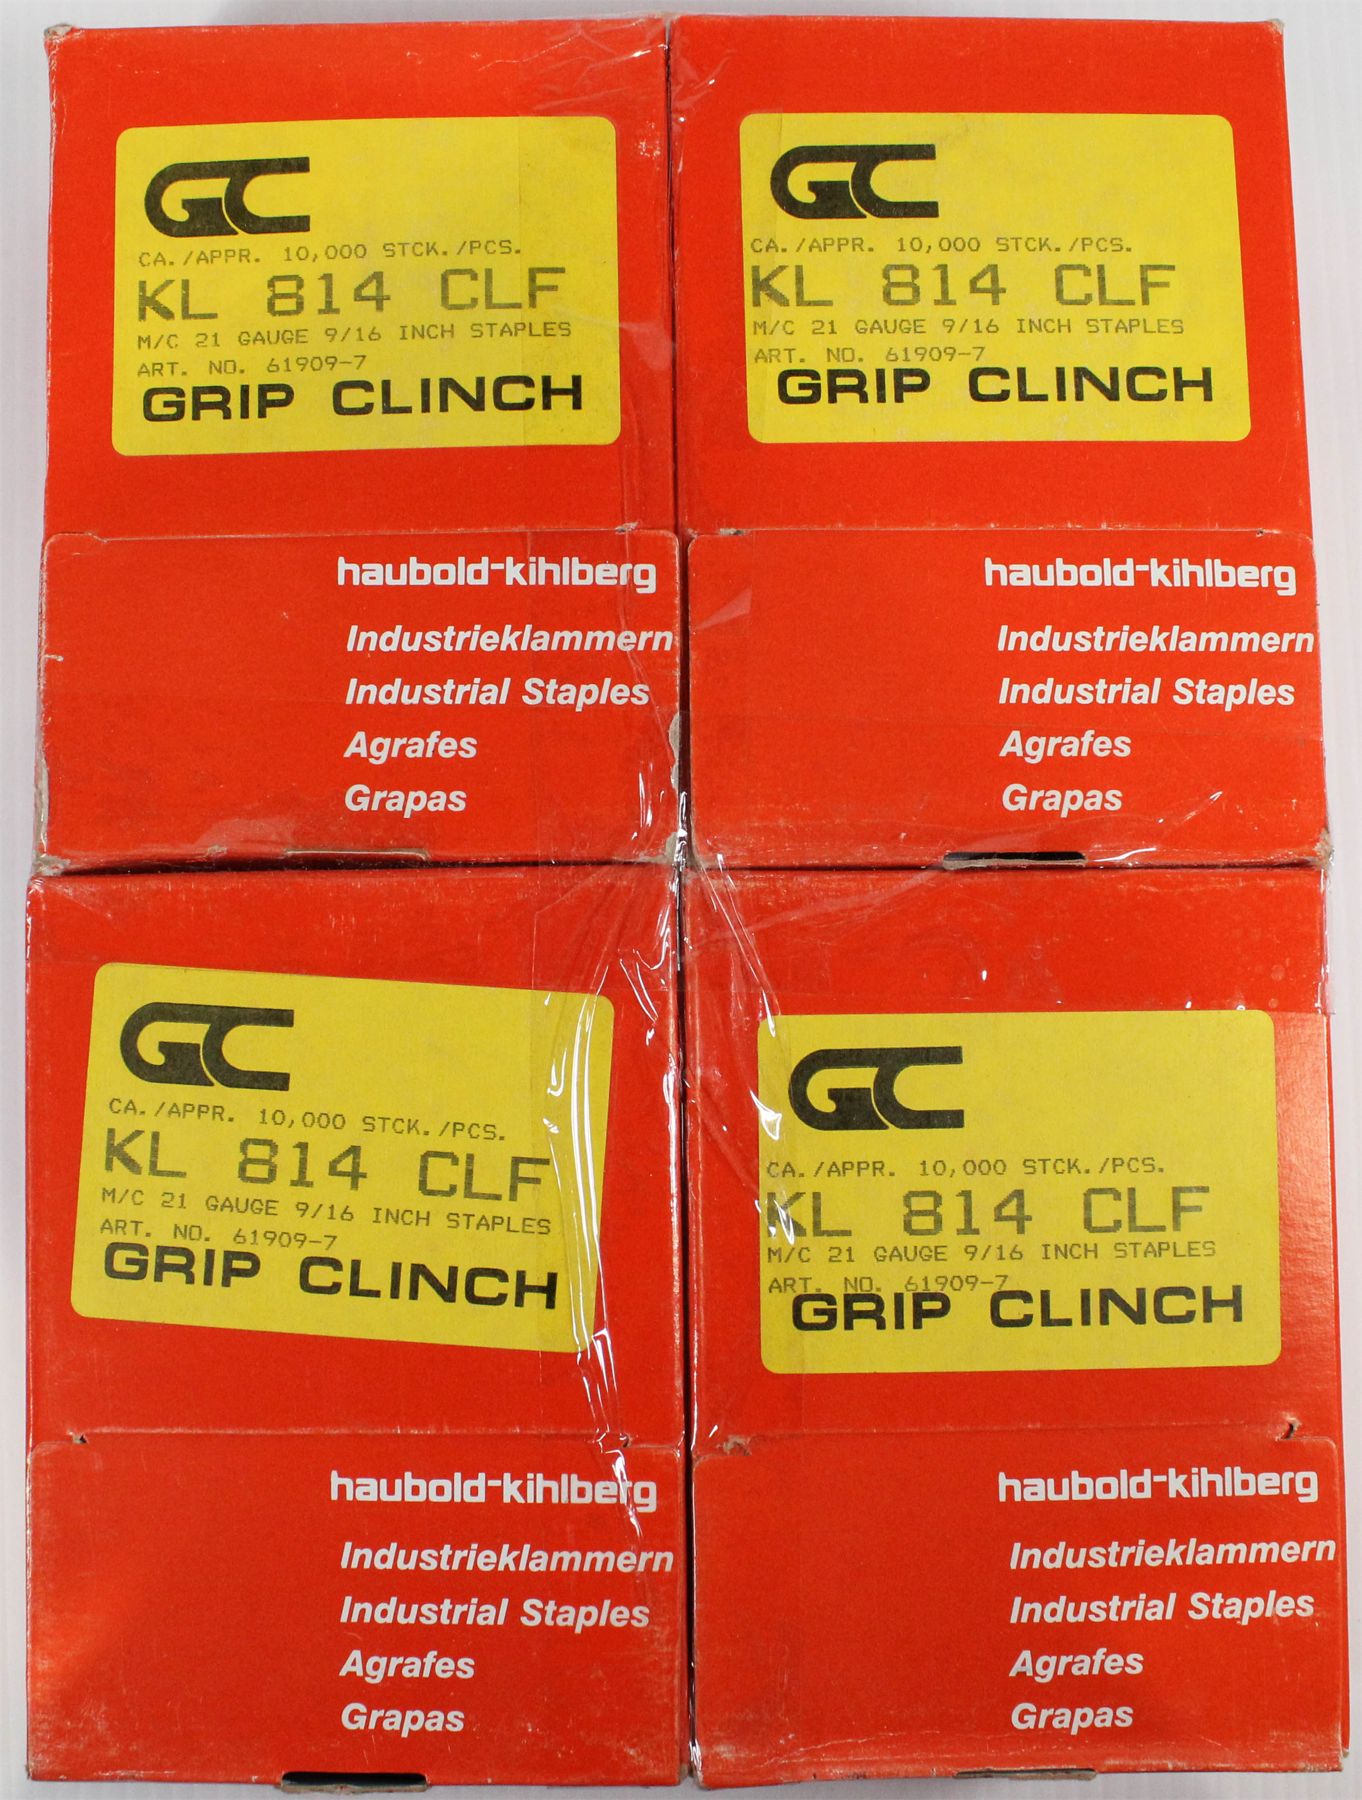 GC
CA./APPR. 10,000 STCK./PCS.
KL 814 CLF
M/C 21 GAUGE 9/16 INCH STAPLES
ART. NO. 61909-7
GRIP CLINCH
haubold-kihlberg
Industrieklammern
Industrial Staples
Agrafes
Grapas
GC
CA./APPR. 10,000 STCK./PCS.
KL 814 CLF
M/C 21 GAUGE 9/16 INCH STAPLES
ART. NO. 61909-7
GRIP CLINCH
haubold-kihlberg
Industrieklammern
Industrial Staples
Agrafes
Grapas
GC
CA./APPR. 10,000 STCK./PCS.
KL 814 CLF
M/C 21 GAUGE 9/16 INCH STAPLES
ART. NO. 61909-7
GRIP CLINCH
haubold-kihlberg
Industrieklammern
Industrial Staples
Agrafes
Grapas
GC
CA./APPR. 10,000 STCK./PCS.
KL 814 CLF
M/C 21 GAUGE 9/16 INCH STAPLES
ART. NO. 61909-7
GRIP CLINCH
haubold-kihlberg
Industrieklammern
Industrial Staples
Agrafes
Grapas